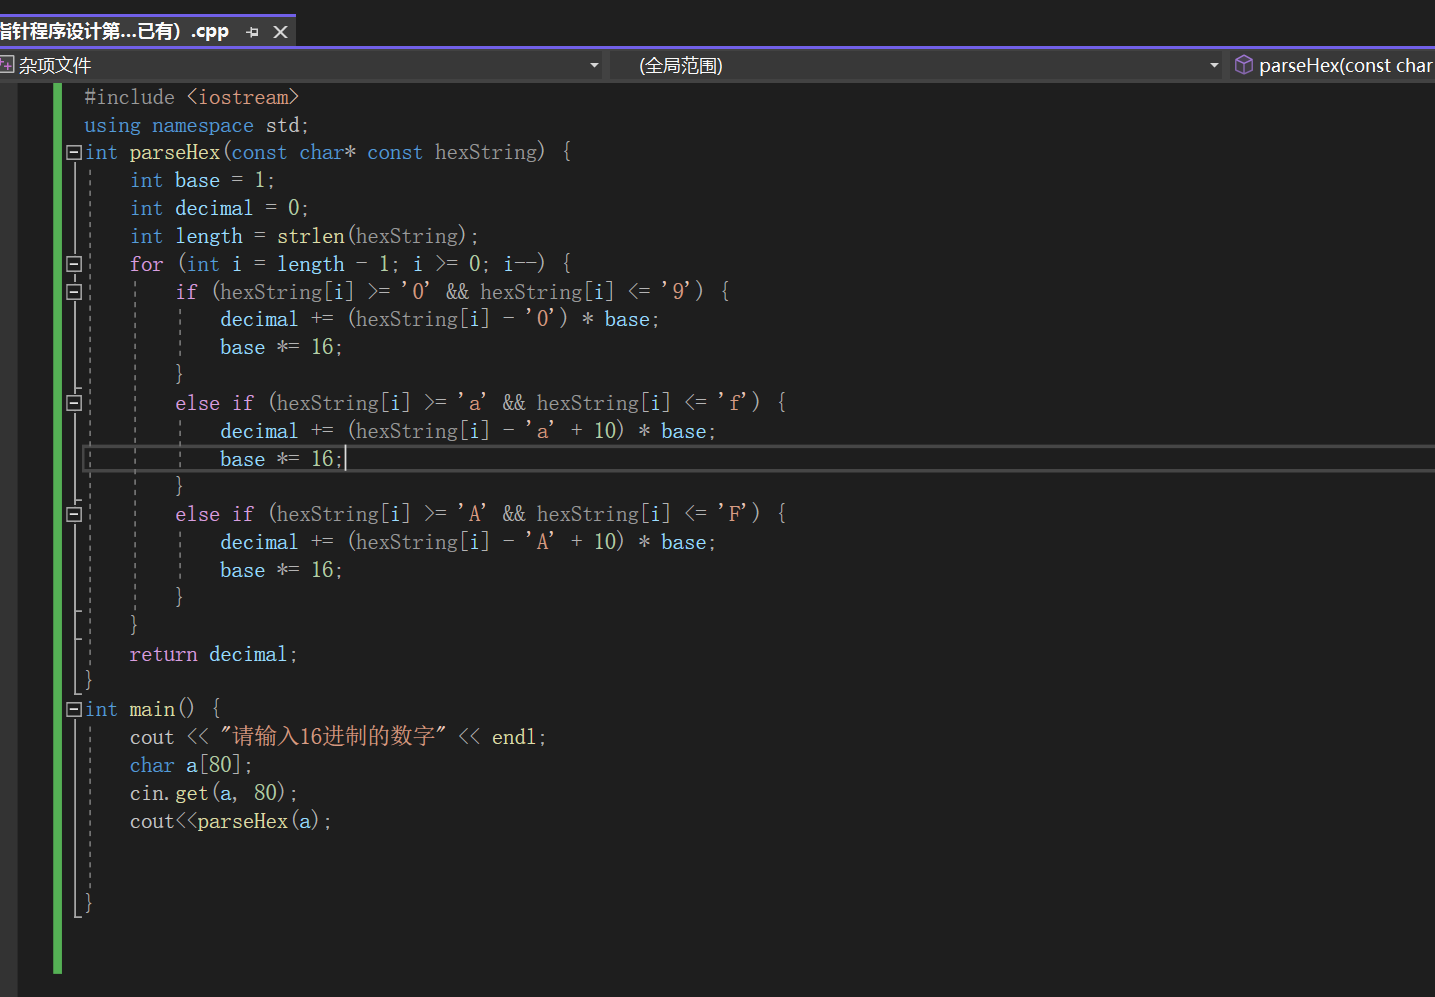 指针程序设计第...已有）.cpp
杂项文件 (全局范围) parseHex(const char
#include <iostream>
using namespace std;
int parseHex(const char* const hexString) {
    int base = 1;
    int decimal = 0;
    int length = strlen(hexString);
    for (int i = length - 1; i >= 0; i--) {
        if (hexString[i] >= '0' && hexString[i] <= '9') {
            decimal += (hexString[i] - '0') * base;
            base *= 16;
        }
        else if (hexString[i] >= 'a' && hexString[i] <= 'f') {
            decimal += (hexString[i] - 'a' + 10) * base;
            base *= 16;
        }
        else if (hexString[i] >= 'A' && hexString[i] <= 'F') {
            decimal += (hexString[i] - 'A' + 10) * base;
            base *= 16;
        }
    }
    return decimal;
}
int main() {
    cout << "请输入16进制的数字" << endl;
    char a[80];
    cin.get(a, 80);
    cout<<parseHex(a);
}